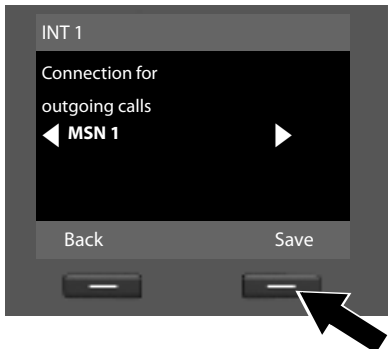 INT 1
Connection for
outgoing calls
MSN 1
Back Save